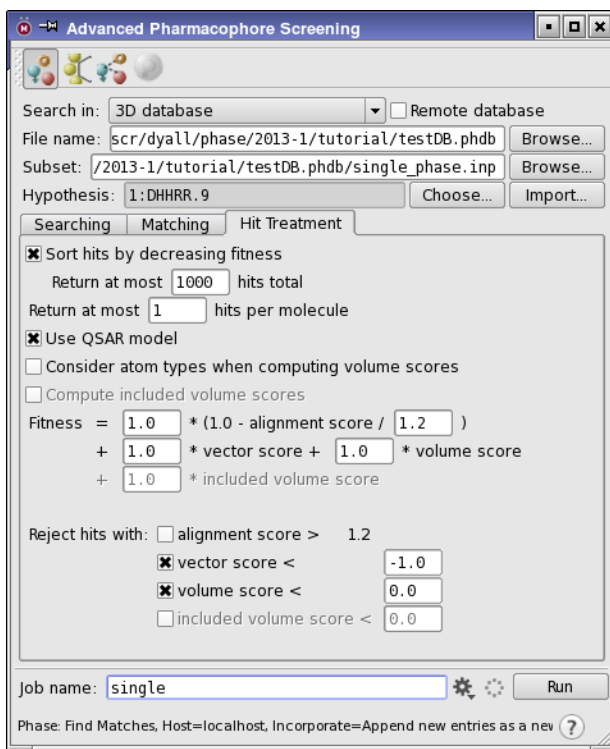 Advanced Pharmacophore Screening
Search in: 3D database Remote database
File name: scr/dyall/phase/2013-1/tutorial/testDB.phdb Browse...
Subset: /2013-1/tutorial/testDB.phdb/single_phase.inp Browse...
Hypothesis: 1:DHHRR.9 Choose... Import...
Searching Matching Hit Treatment
Sort hits by decreasing fitness
Return at most 1000 hits total
Return at most 1 hits per molecule
Use QSAR model
Consider atom types when computing volume scores
Compute included volume scores
Fitness = 1.0 * (1.0 - alignment score / 1.2 )
+ 1.0 * vector score + 1.0 * volume score
+ 1.0 * included volume score
Reject hits with: alignment score > 1.2
vector score < -1.0
volume score < 0.0
included volume score < 0.0
Job name: single Run
Phase: Find Matches, Host=localhost, Incorporate=Append new entries as a new ?